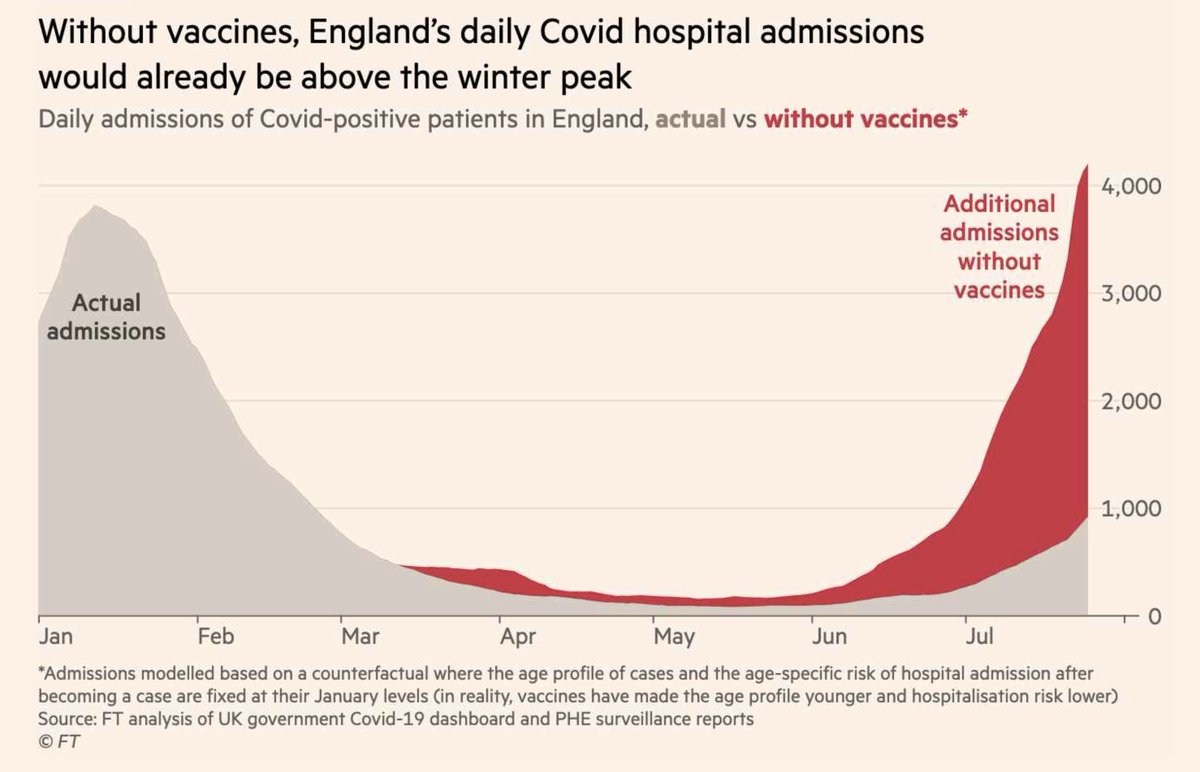 Without vaccines, England's daily Covid hospital admissions
would already be above the winter peak
Daily admissions of Covid-positive patients in England, actual vs without vaccines*
4,000
Additional
admissions
without
vaccines
3,000
Actual
admissions
2,000
1,000
0
Jan Feb Mar Apr May Jun Jul
*Admissions modelled based on a counterfactual where the age profile of cases and the age-specific risk of hospital admission after
becoming a case are fixed at their January levels (in reality, vaccines have made the age profile younger and hospitalisation risk lower)
Source: FT analysis of UK government Covid-19 dashboard and PHE surveillance reports
© FT